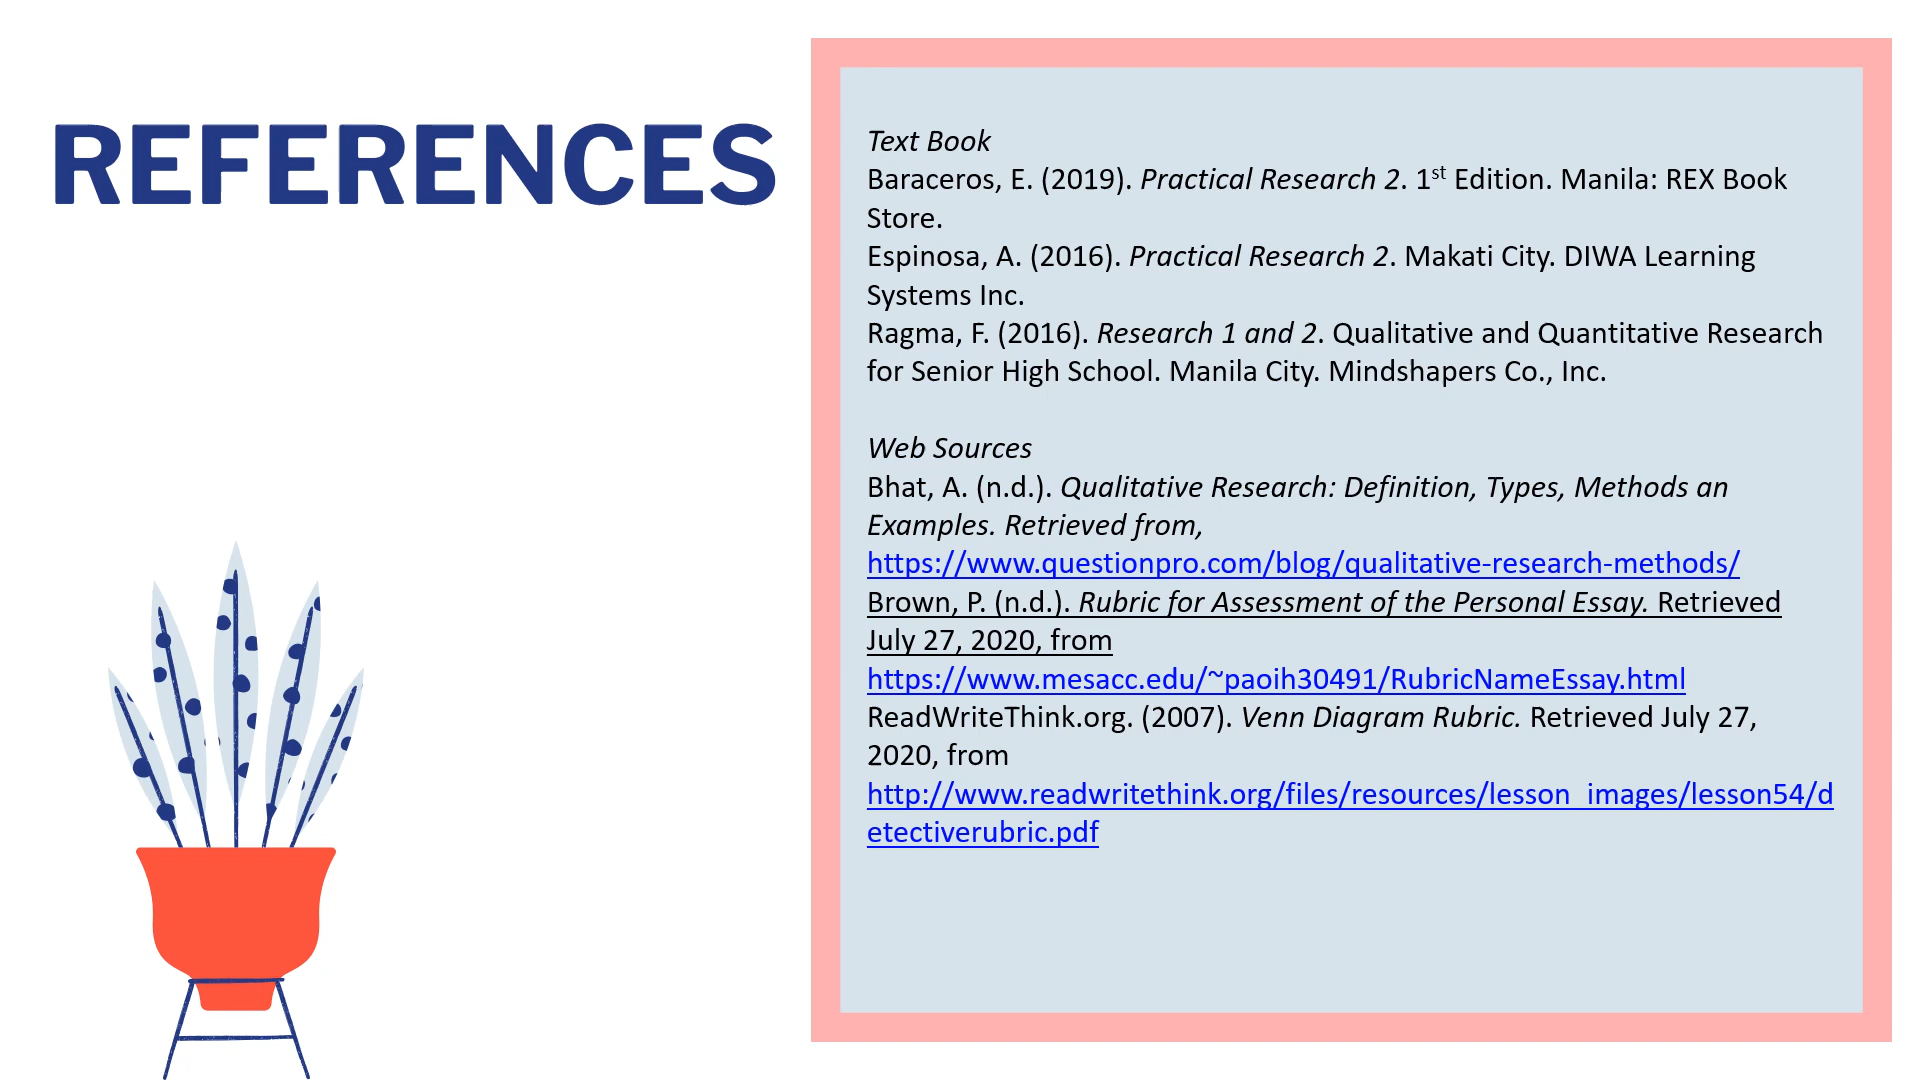 REFERENCES
Text Book
Baraceros, E. (2019). Practical Research 2. 1st Edition. Manila: REX Book
Store.
Espinosa, A. (2016). Practical Research 2. Makati City. DIWA Learning
Systems Inc.
Ragma, F. (2016). Research 1 and 2. Qualitative and Quantitative Research
for Senior High School. Manila City. Mindshapers Co., Inc.
Web Sources
Bhat, A. (n.d.). Qualitative Research: Definition, Types, Methods an
Examples. Retrieved from,
https://www.questionpro.com/blog/qualitative-research-methods/
Brown, P. (n.d.). Rubric for Assessment of the Personal Essay. Retrieved
July 27, 2020, from
https://www.mesacc.edu/~paoih30491/RubricNameEssay.html
ReadWriteThink.org. (2007). Venn Diagram Rubric. Retrieved July 27,
2020, from
http://www.readwritethink.org/files/resources/lesson_images/lesson54/d
etectiverubric.pdf